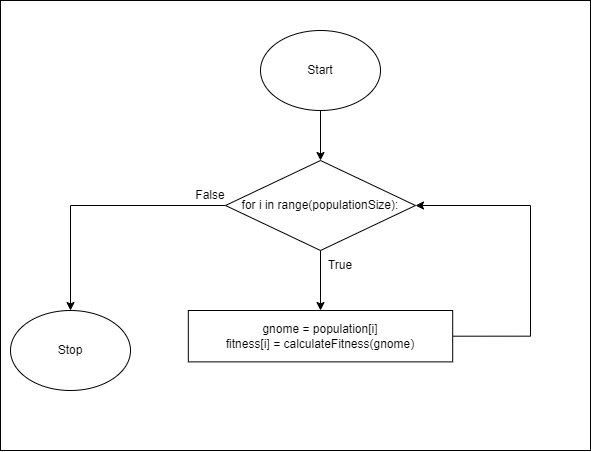 Start
False
for i in range(populationSize):
True
gnome = population[i]
fitness[i] = calculateFitness(gnome)
Stop